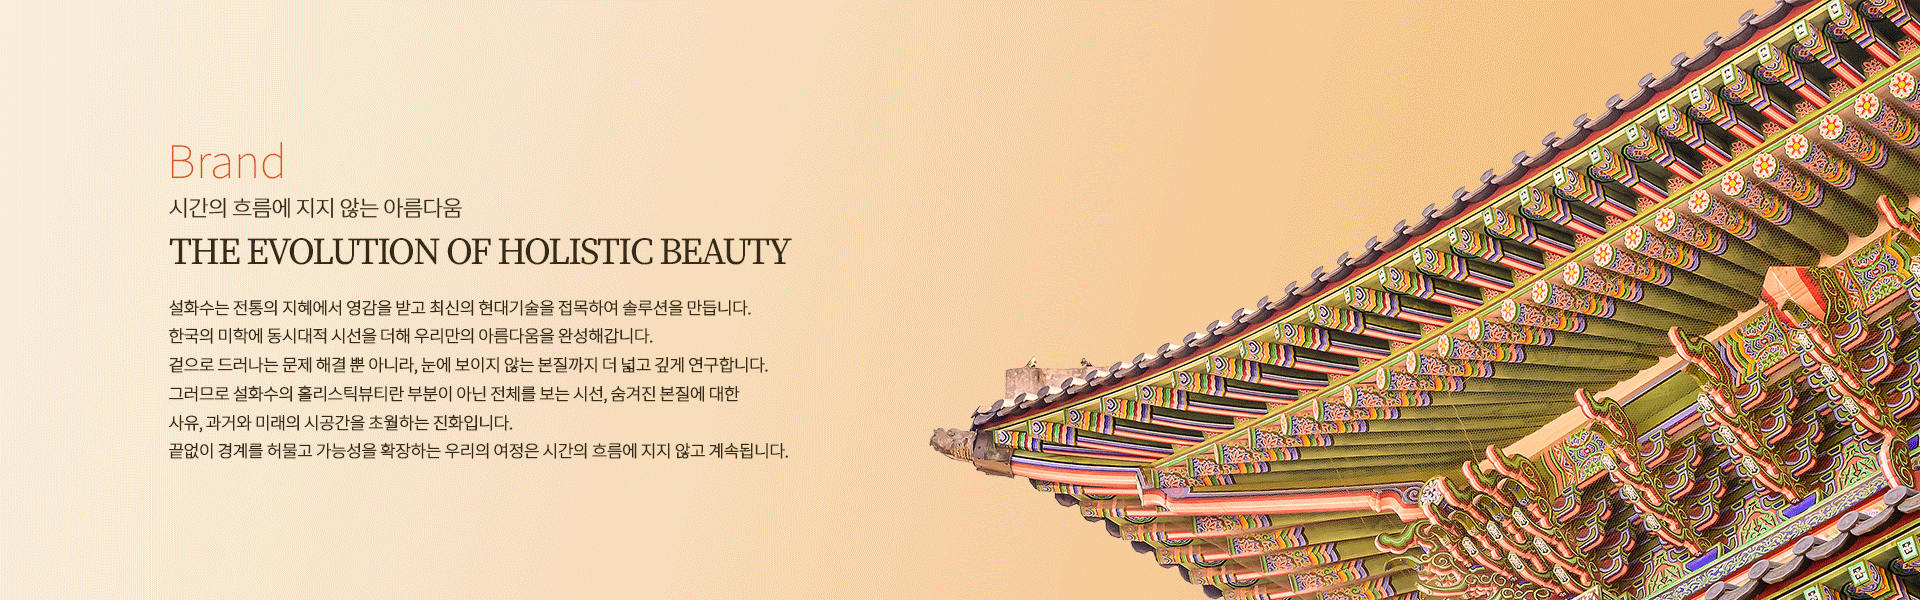 Brand
시간의 흐름에 지지 않는 아름다움
THE EVOLUTION OF HOLISTIC BEAUTY
설화수는 전통의 지혜에서 영감을 받고 최신의 현대기술을 접목하여 솔루션을 만듭니다.
한국의 미학에 동시대적 시선을 더해 우리만의 아름다움을 완성해갑니다.
겉으로 드러나는 문제 해결 뿐 아니라, 눈에 보이지 않는 본질까지 더 넓고 깊게 연구합니다.
그러므로 설화수의 홀리스틱뷰티란 부분이 아닌 전체를 보는 시선, 숨겨진 본질에 대한
사유, 과거와 미래의 시공간을 초월하는 진화입니다.
끝없이 경계를 허물고 가능성을 확장하는 우리의 여정은 시간의 흐름에 지지 않고 계속됩니다.